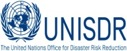 UNISDR
The United Nations Office for Disaster Risk Reduction